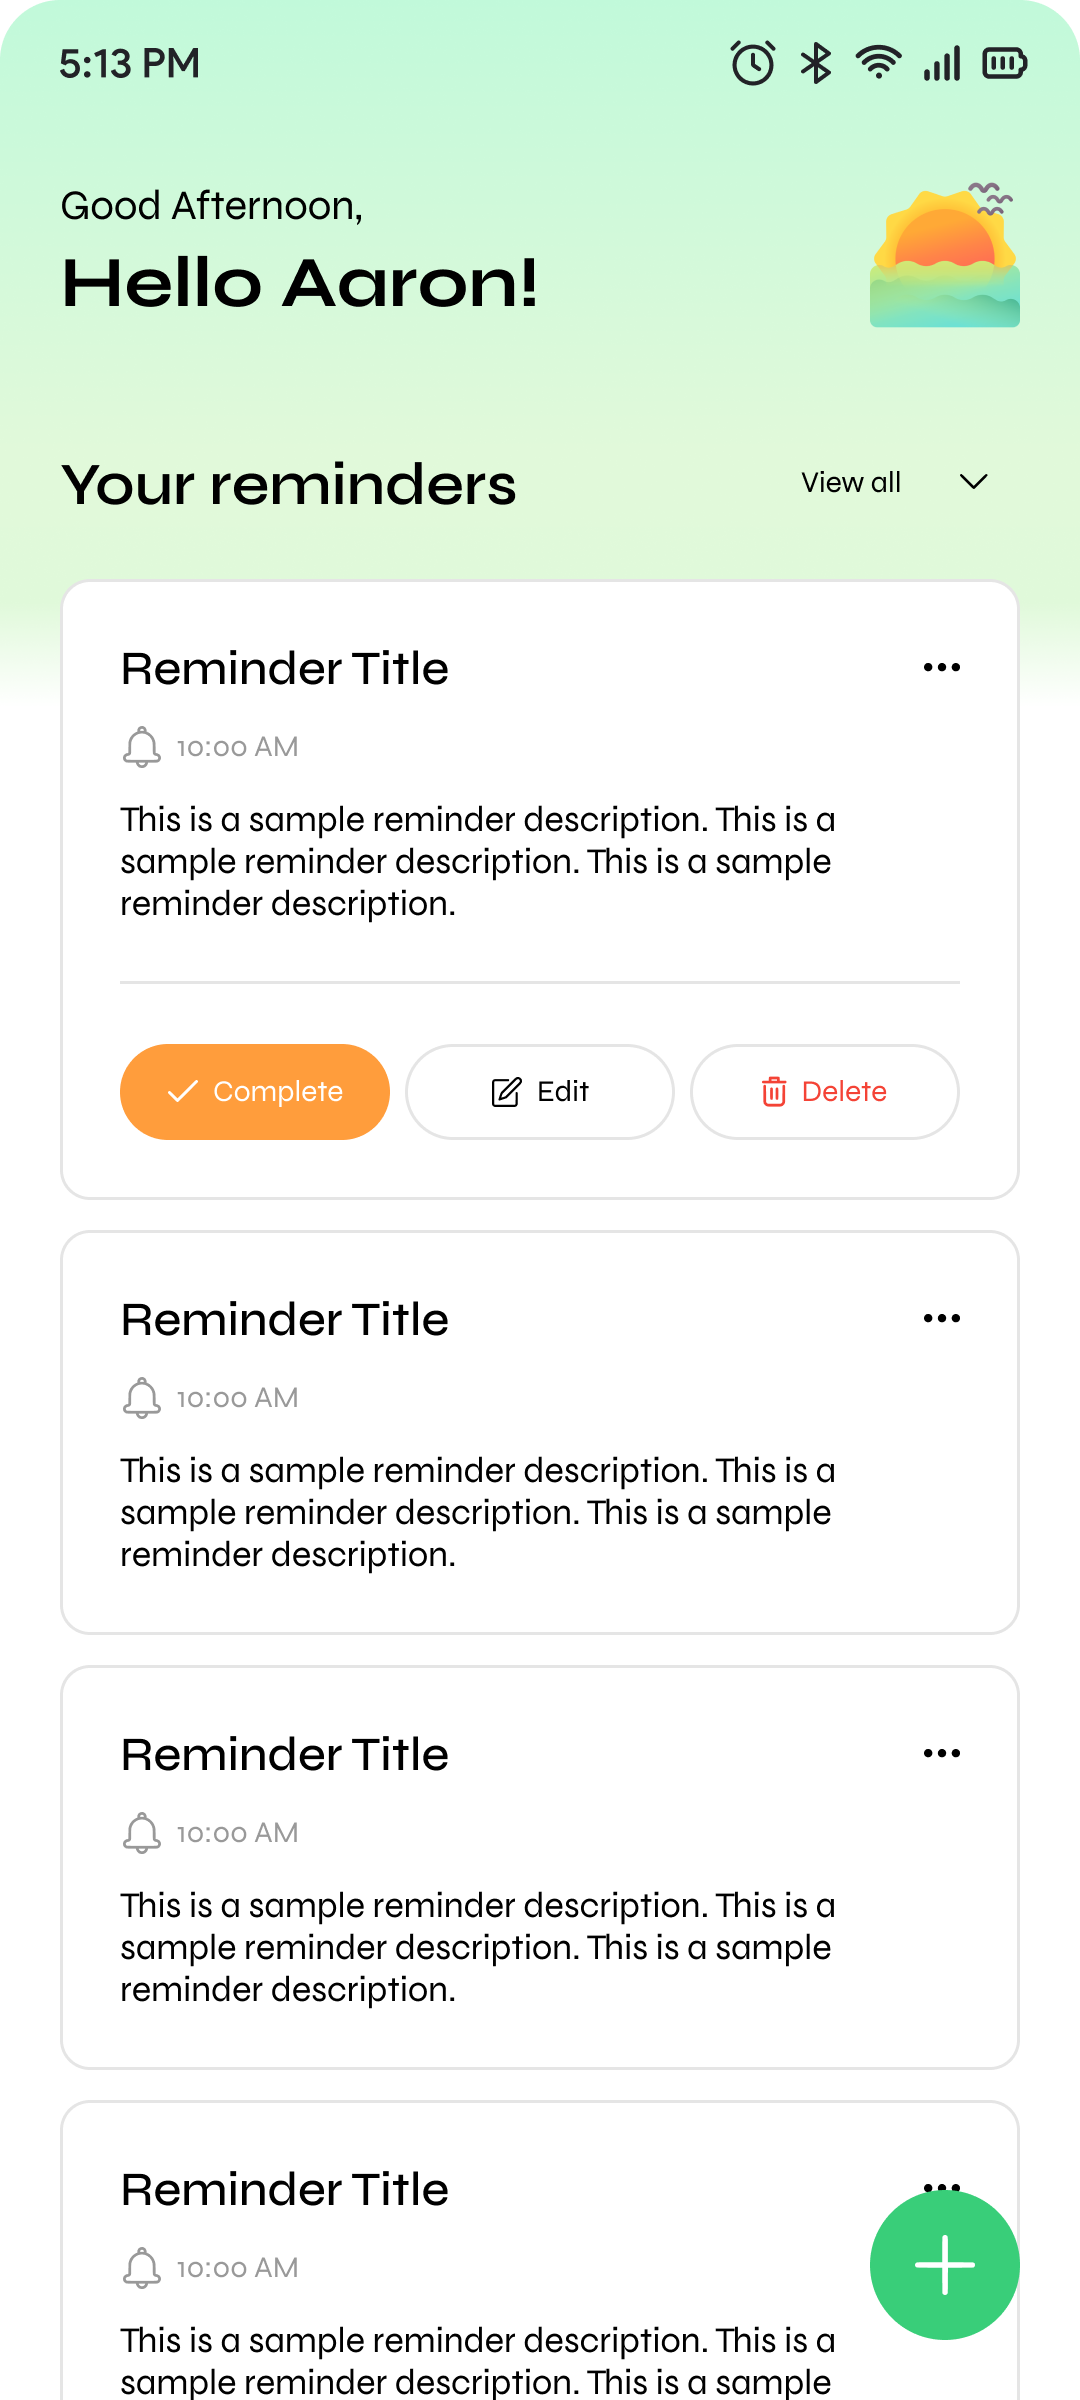 5:13 PM
Good Afternoon,
Hello Aaron!
Your reminders
View all
Reminder Title
10:00 AM
This is a sample reminder description. This is a
sample reminder description. This is a sample
reminder description.
Complete
Edit
Delete
Reminder Title
10:00 AM
This is a sample reminder description. This is a
sample reminder description. This is a sample
reminder description.
Reminder Title
10:00 AM
This is a sample reminder description. This is a
sample reminder description. This is a sample
reminder description.
Reminder Title
10:00 AM
This is a sample reminder description. This is a
sample reminder description. This is a sample